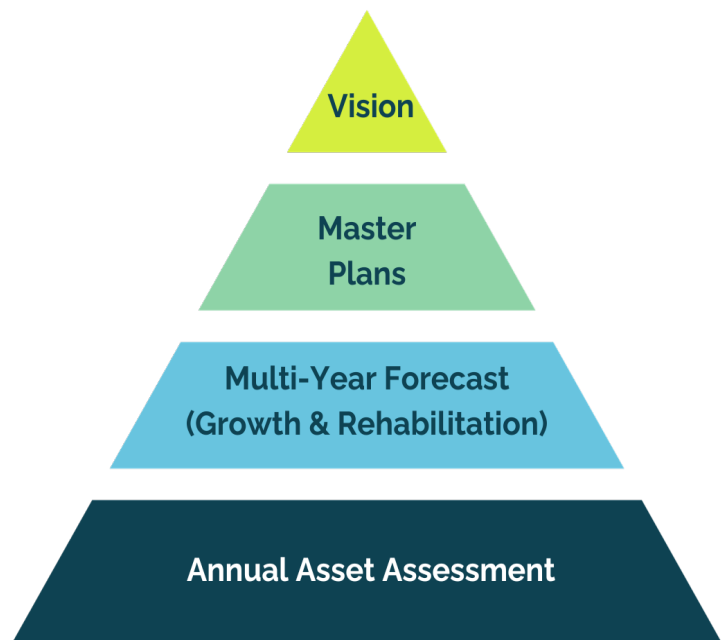 Vision
Master
Plans
Multi-Year Forecast
(Growth & Rehabilitation)
Annual Asset Assessment